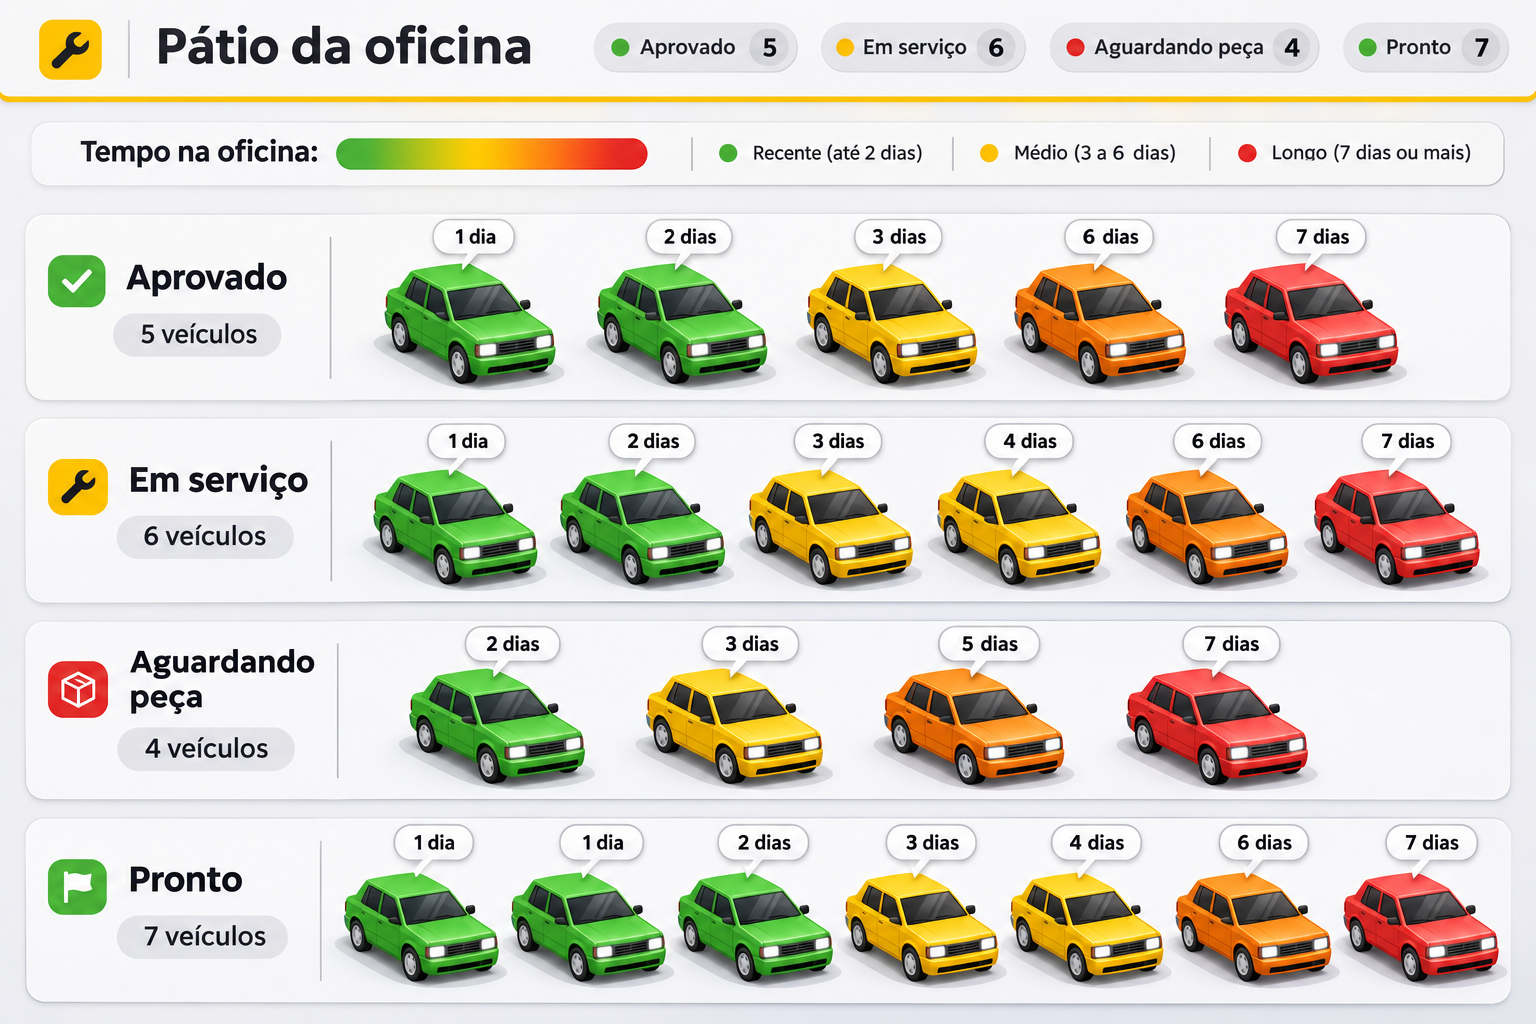 Pátio da oficina
Aprovado 5
Em serviço 6
Aguardando peça 4
Pronto 7
Tempo na oficina:
Recente (até 2 dias)
Médio (3 a 6 dias)
Longo (7 dias ou mais)
Aprovado
5 veículos
1 dia
2 dias
3 dias
6 dias
7 dias
Em serviço
6 veículos
1 dia
2 dias
3 dias
4 dias
6 dias
7 dias
Aguardando
peça
4 veículos
2 dias
3 dias
5 dias
7 dias
Pronto
7 veículos
1 dia
1 dia
2 dias
3 dias
4 dias
6 dias
7 dias